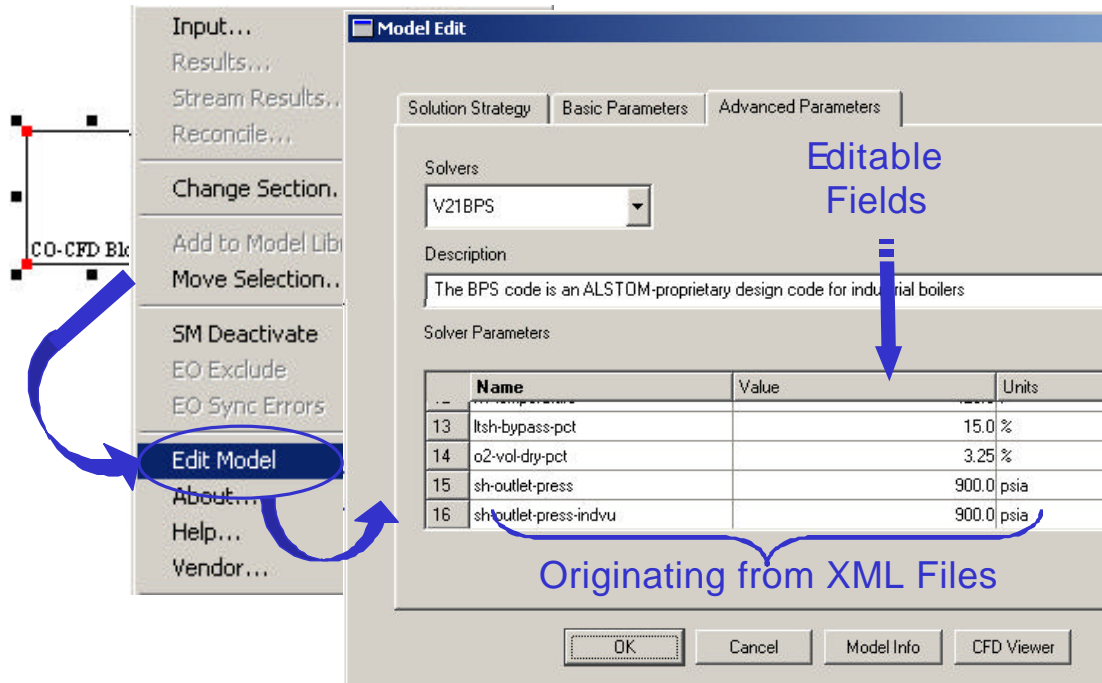 Input...
Results...
Stream Results..
Reconcile...
Change Section.
Add to Model Lib
Move Selection..
SM Deactivate
EO Exclude
EO Sync Errors
Edit Model
About...
Help...
Vendor...
CO-CFD Blo
Model Edit
Solution Strategy
Basic Parameters
Advanced Parameters
Editable
Fields
Solvers
V21BPS
Description
The BPS code is an ALSTOM-proprietary design code for industrial boilers
Solver Parameters
Name Value Units
13 ltsh-bypass-pct 15.0 %
14 o2-vol-dry-pct 3.25 %
15 sh-outlet-press 900.0 psia
16 sh-outlet-press-indvu 900.0 psia
Originating from XML Files
OK
Cancel
Model Info
CFD Viewer